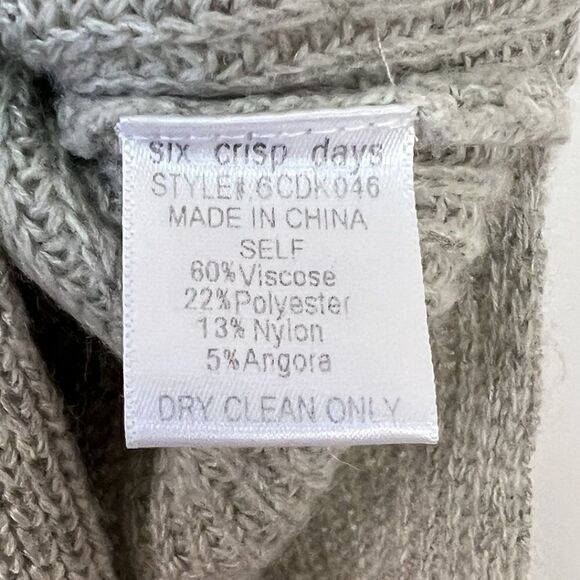 six crisp days
STYLE#:6CDK046
MADE IN CHINA
SELF
60%Viscose
22%Polyester
13%Nylon
5%Angora
DRY CLEAN ONLY